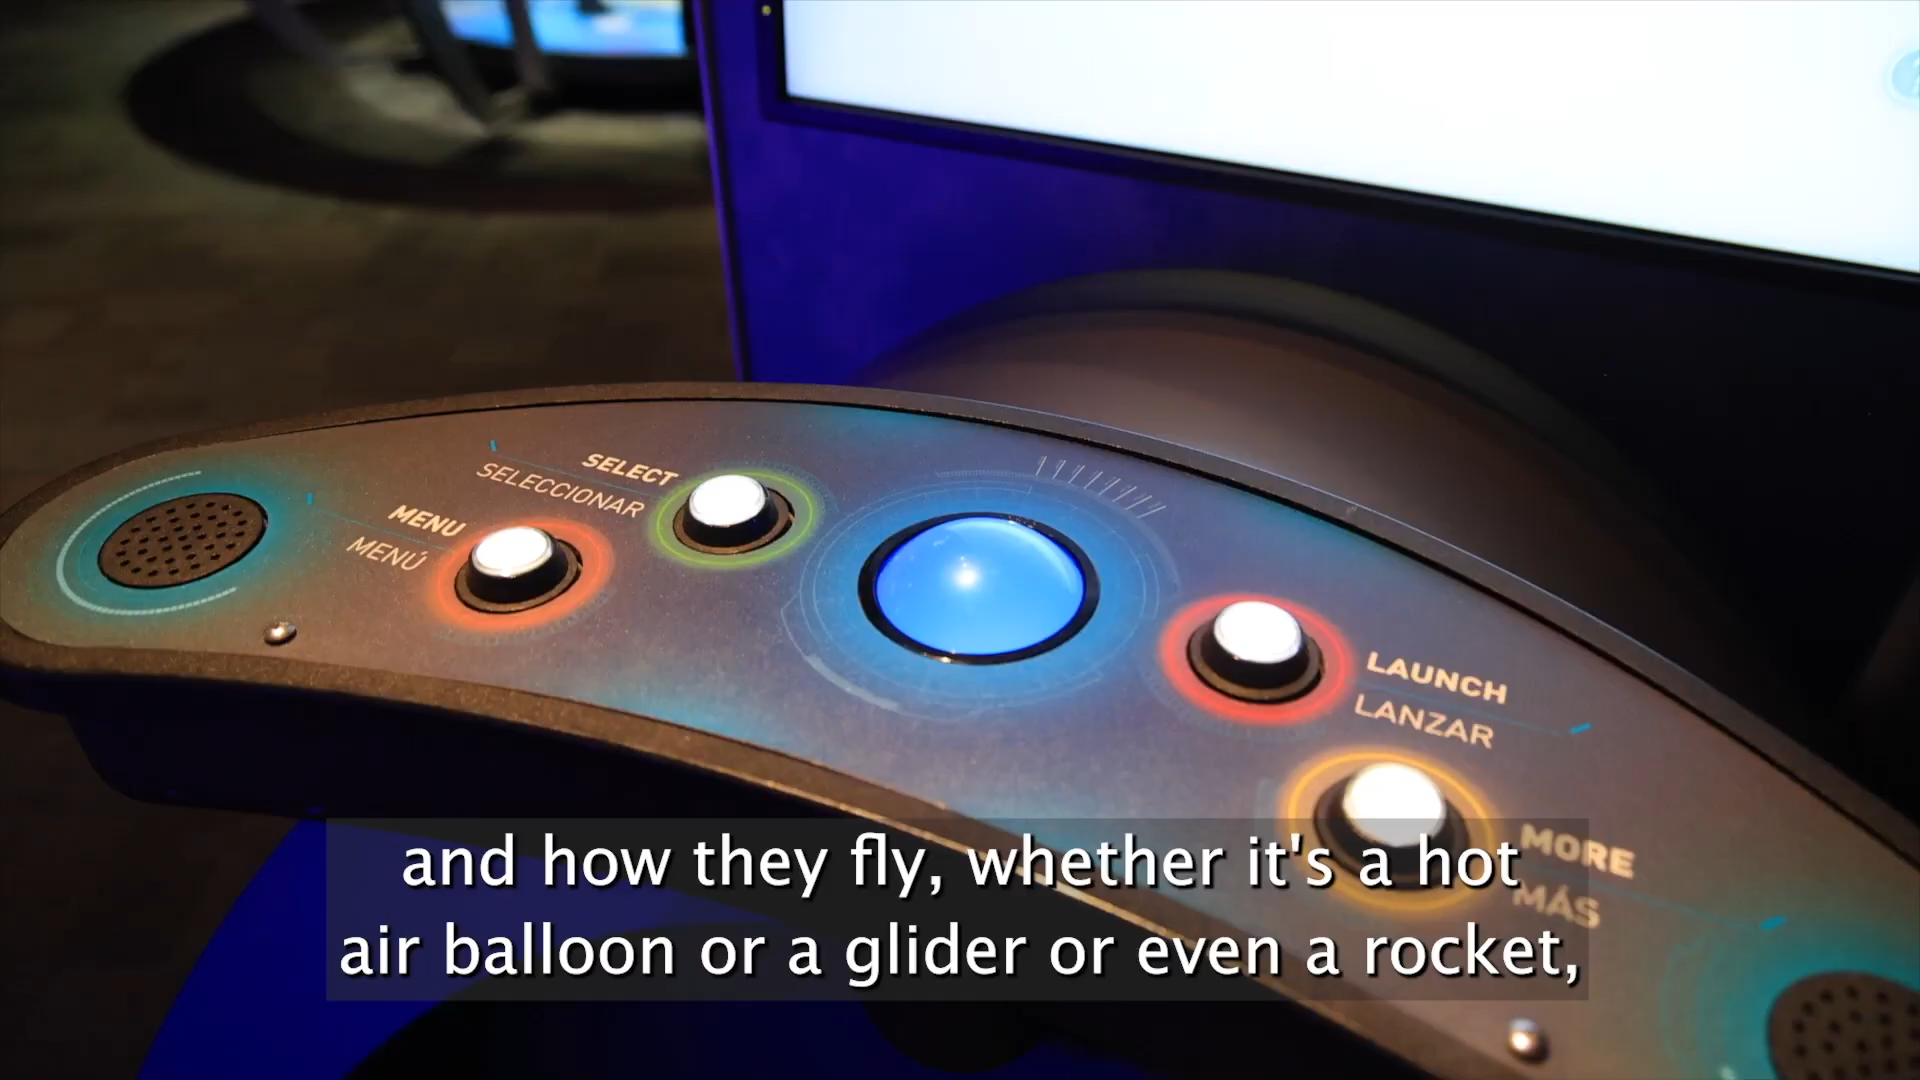 SELECT
SELECCIONAR
MENU
MENÚ
LAUNCH
LANZAR
MORE
MÁS
and how they fly, whether it's a hot
air balloon or a glider or even a rocket,